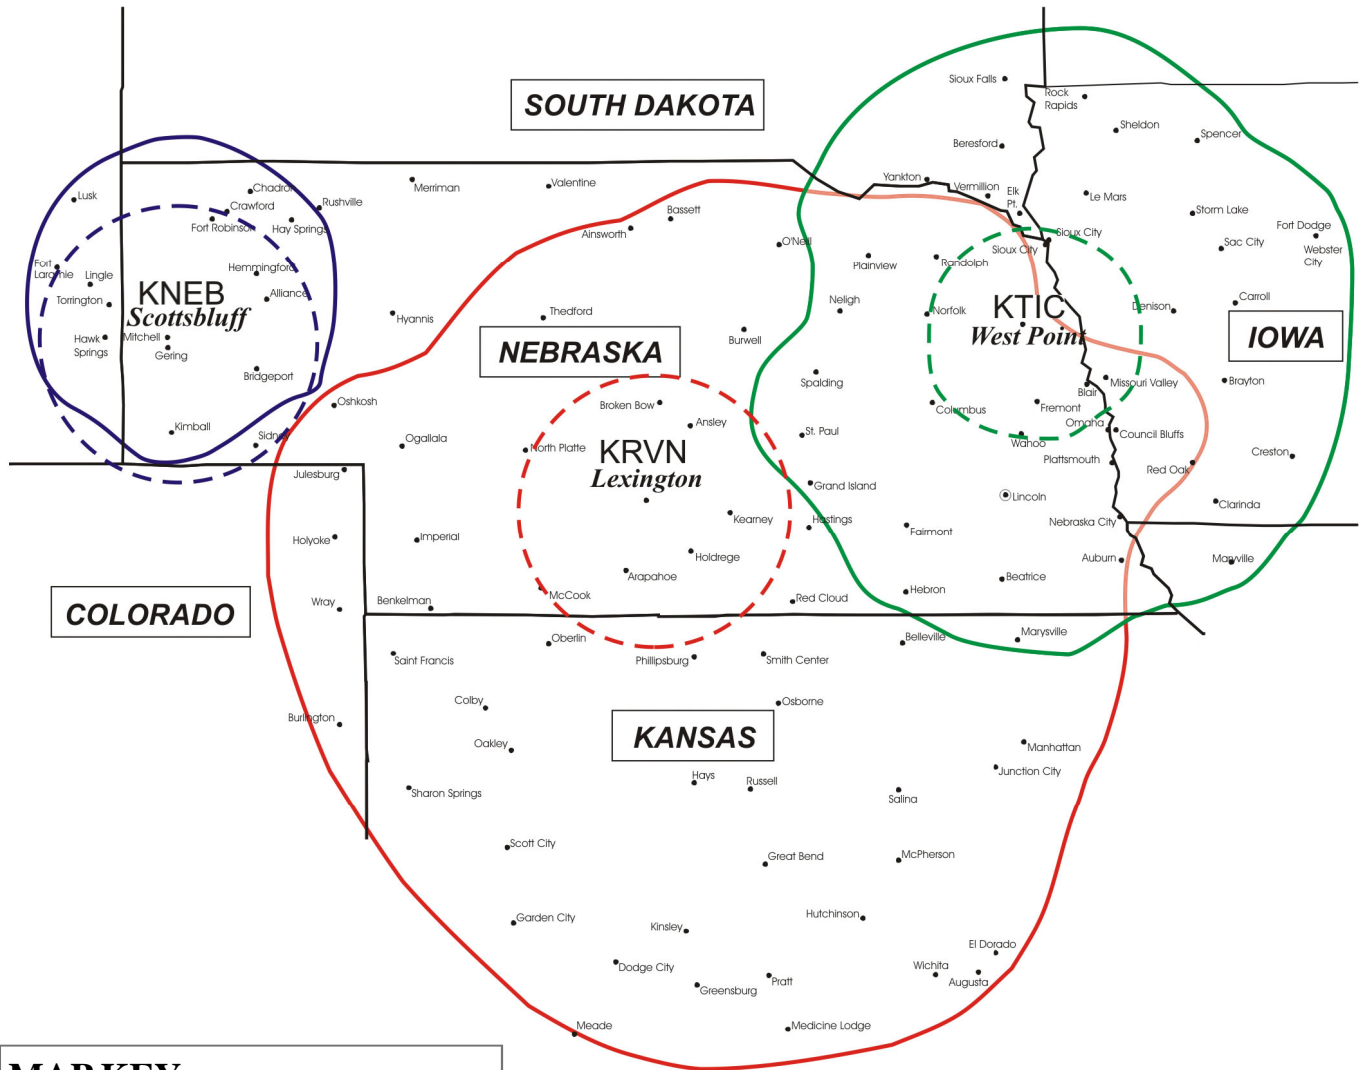 Sioux Falls
Rock
Rapids
SOUTH DAKOTA
Sheldon
Spencer
Beresford
Yankton
Vermillion
Elk
Pt.
Le Mars
Merriman
Valentine
Lusk
Chadron
Rushville
Crawford
Fort Robinson
Hay Springs
Bassett
Ainsworth
O'Neill
Storm Lake
Fort Dodge
Webster
City
Sac City
Sioux City
Sioux City
Plainview
Randolph
Fort
Laramie
Lingle
Hemmingford
Torrington
KNEB
Scottsbluff
Alliance
Hawk
Springs
Mitchell
Gering
Bridgeport
Kimball
Sidney
Hyannis
Thedford
NEBRASKA
Burwell
Neligh
Norfolk
KTIC
West Point
Denison
Carroll
IOWA
Spalding
Blair
Missouri Valley
Brayton
Oshkosh
Broken Bow
Ansley
Columbus
Fremont
Omaha
Council Bluffs
Ogallala
North Platte
KRVN
Lexington
St. Paul
Wahoo
Plattsmouth
Red Oak
Creston
Julesburg
Grand Island
Lincoln
Clarinda
Kearney
Hastings
Fairmont
Nebraska City
Holyoke
Imperial
Holdrege
Auburn
Maryville
Arapahoe
Beatrice
Wray
Benkelman
McCook
Red Cloud
Hebron
COLORADO
Oberlin
Belleville
Marysville
Saint Francis
Phillipsburg
Smith Center
Colby
Osborne
Burlington
KANSAS
Oakley
Manhattan
Junction City
Hays
Russell
Sharon Springs
Salina
Scott City
Great Bend
McPherson
Garden City
Kinsley
Hutchinson
El Dorado
Dodge City
Wichita
Augusta
Greensburg
Pratt
Meade
Medicine Lodge
MAP KEY